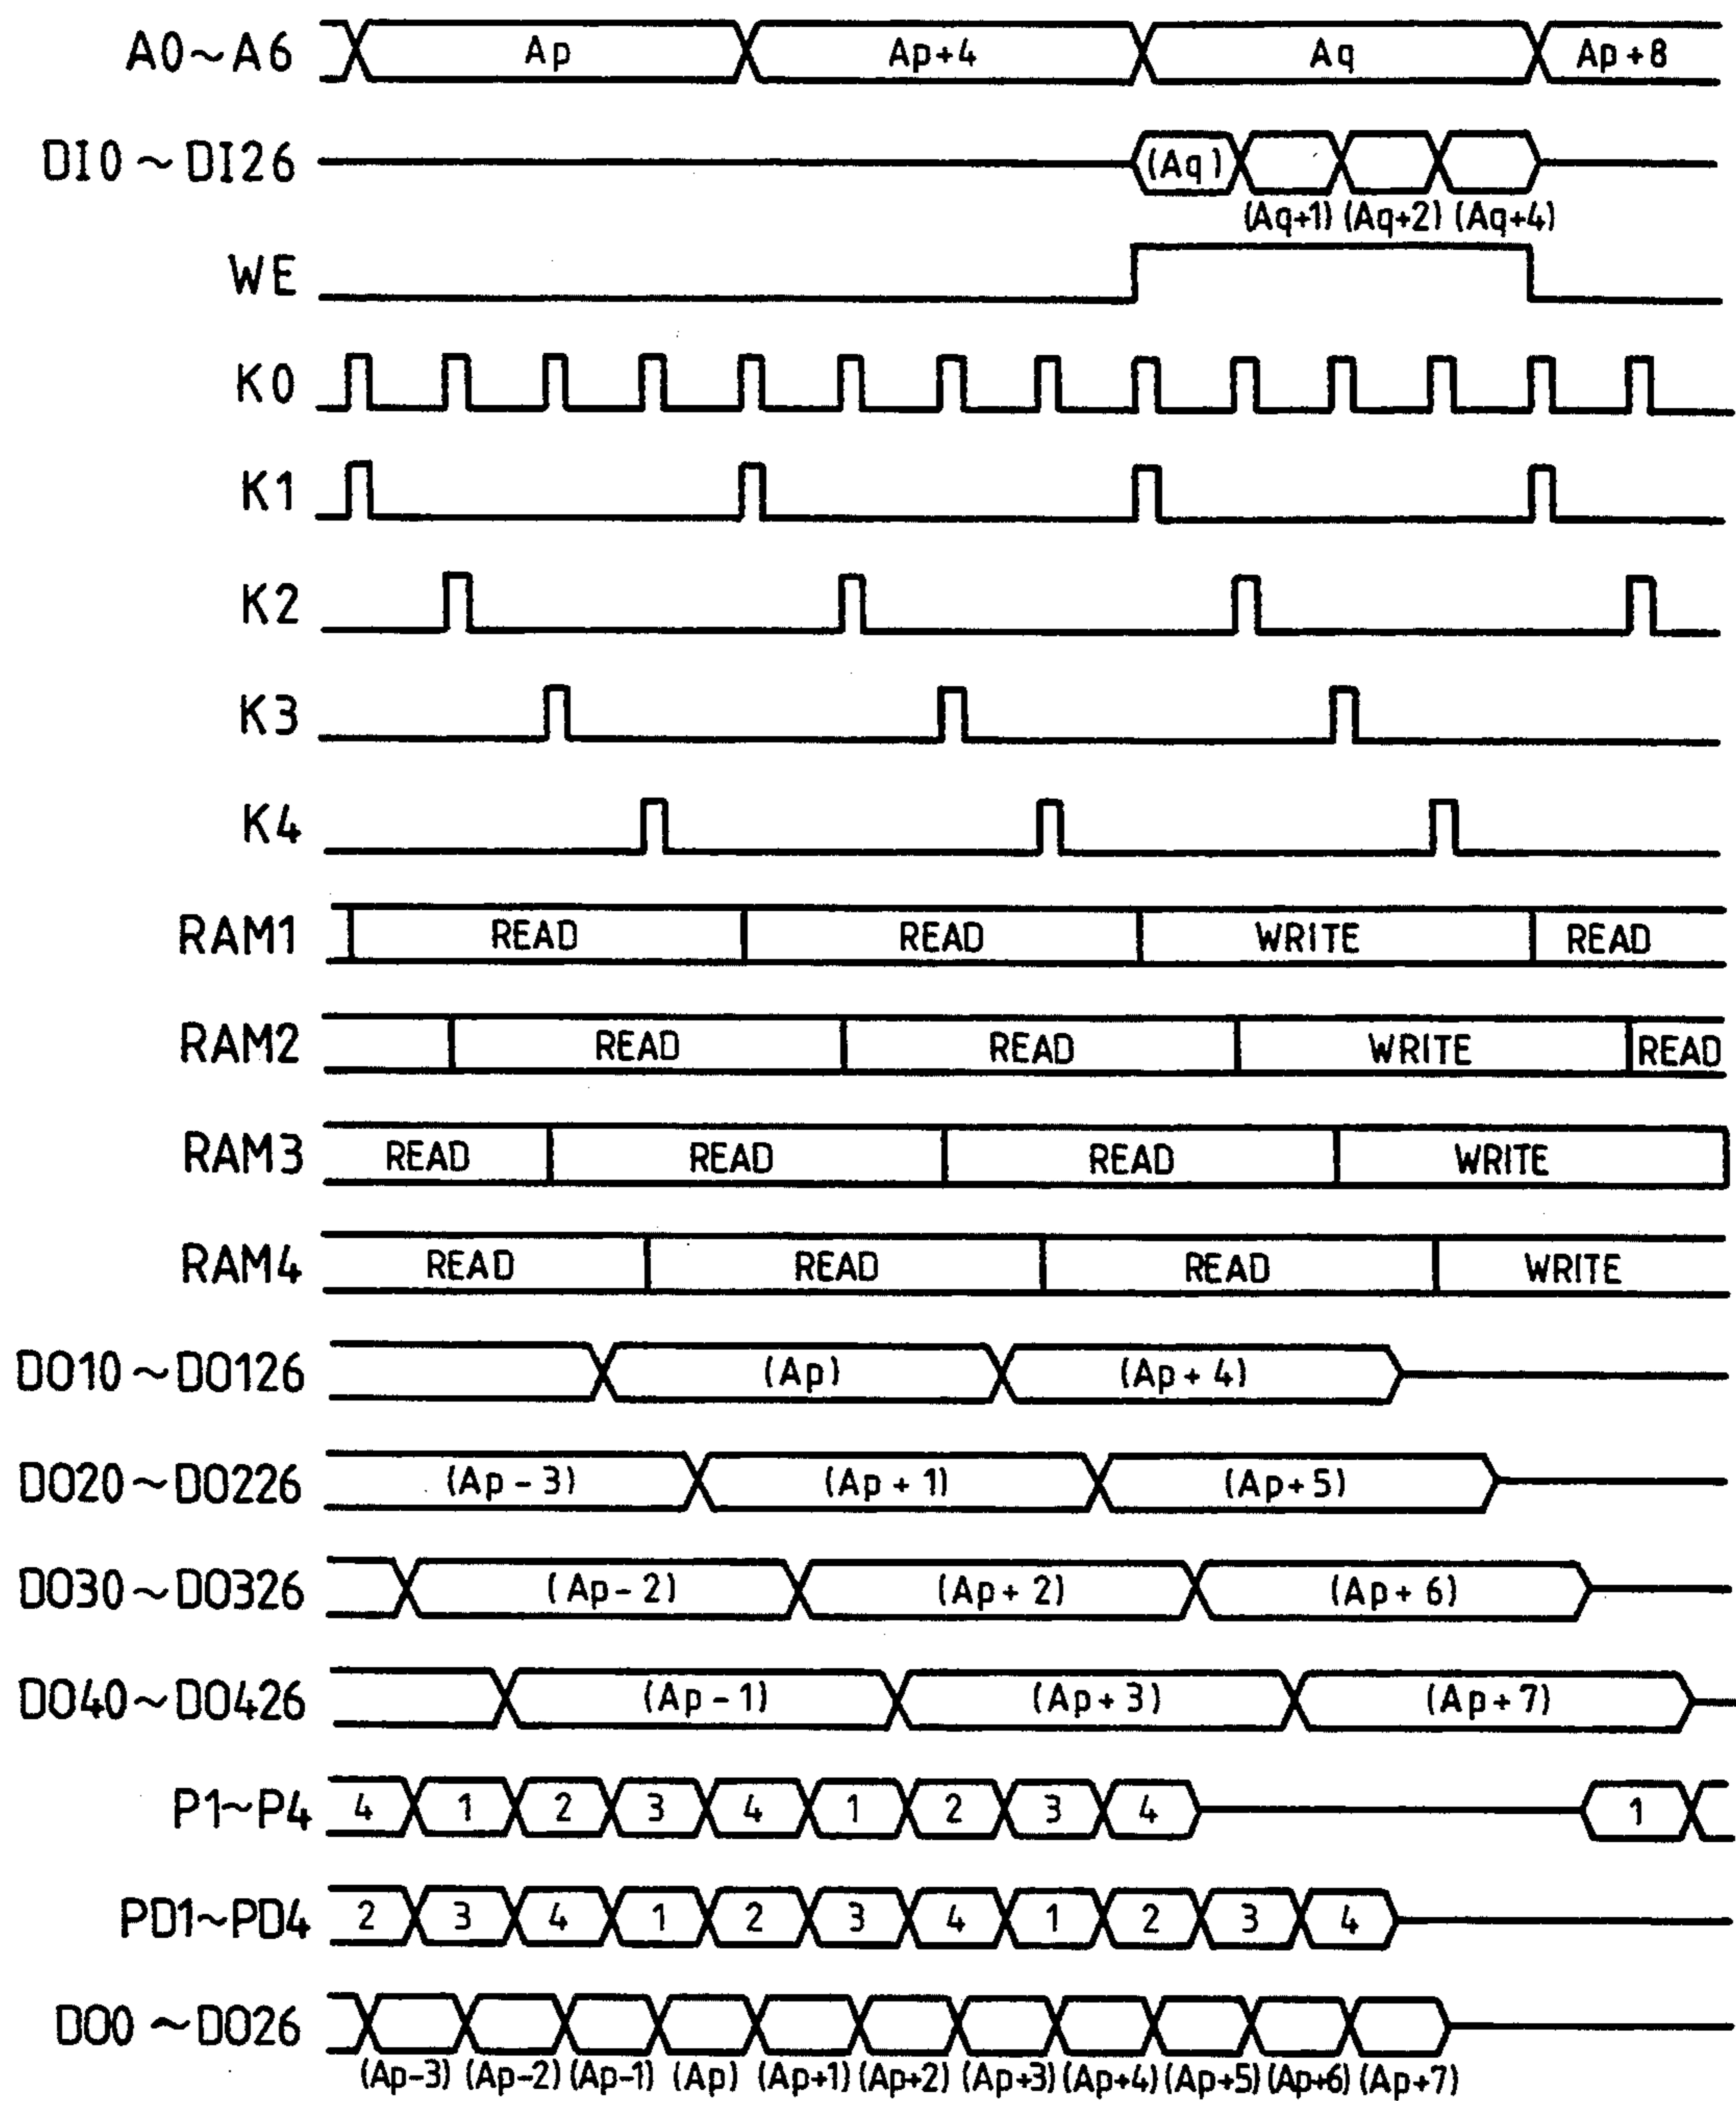 A0~A6 Ap Ap+4 Aq Ap+8
DI0~DI26 (Aq)
(Aq+1) (Aq+2) (Aq+4)
WE
K0
K1
K2
K3
K4
RAM1 READ READ WRITE READ
RAM2 READ READ WRITE READ
RAM3 READ READ READ WRITE
RAM4 READ READ READ WRITE
DO10~DO126 (Ap) (Ap+4)
DO20~DO226 (Ap-3) (Ap+1) (Ap+5)
DO30~DO326 (Ap-2) (Ap+2) (Ap+6)
DO40~DO426 (Ap-1) (Ap+3) (Ap+7)
P1~P4 4 1 2 3 4 1 2 3 4 1
PD1~PD4 2 3 4 1 2 3 4 1 2 3 4
DO0~DO26
(Ap-3) (Ap-2) (Ap-1) (Ap) (Ap+1) (Ap+2) (Ap+3) (Ap+4) (Ap+5) (Ap+6) (Ap+7)